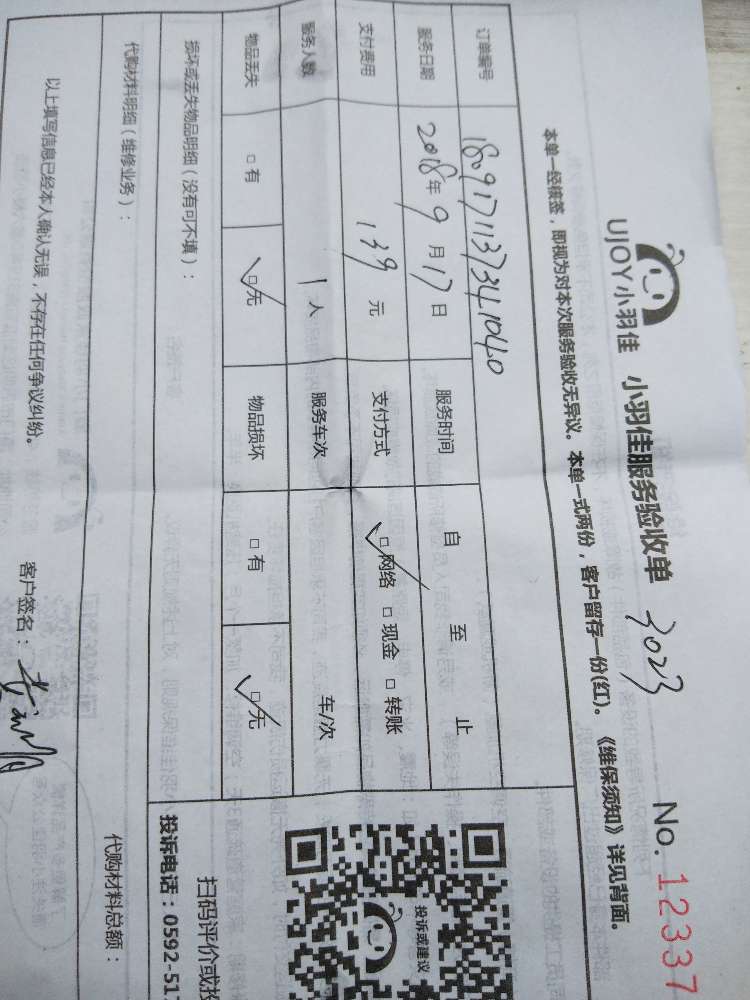 UJOY小羽佳 小羽佳服务验收单 3023 No. 12337
本单一经核签，即视为对本次服务验收无异议。本单一式两份，客户留存一份(红)。《维保须知》详见背面。
订单编号 1809171137341040
服务日期 2018年9月17日 服务时间 自 至 止
支付费用 139元 支付方式 □网络 □现金 □转账
服务人数 1人 服务车次 车/次
物品丢失 □有 □无 物品损坏 □有 □无
损坏或丢失物品明细（没有可不填）：
投诉或建议
扫码评价或投
投诉电话：0592-517
代购材料明细（维修业务）： 代购材料总额：
以上填写信息已经本人确认无误，不存在任何争议纠纷。 客户签名：